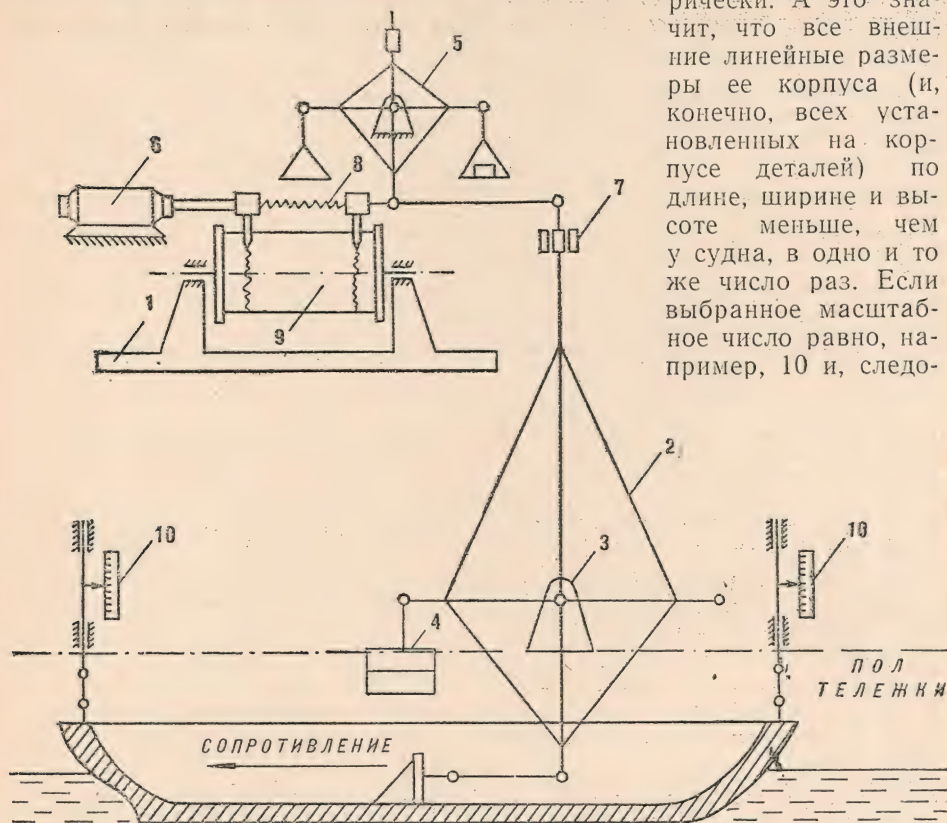 рически. А это зна-
чит, что все внеш-
ние линейные разме-
ры ее корпуса (и,
конечно, всех уста-
новленных на кор-
пусе деталей) по
длине, ширине и вы-
соте меньше, чем
у судна, в одно и то
же число раз. Если
выбранное масштаб-
ное число равно, на-
пример, 10 и, следо-
5
6
8
7
1
9
2
10
3
10
4
ПОЛ
ТЕЛЕЖКИ
СОПРОТИВЛЕНИЕ